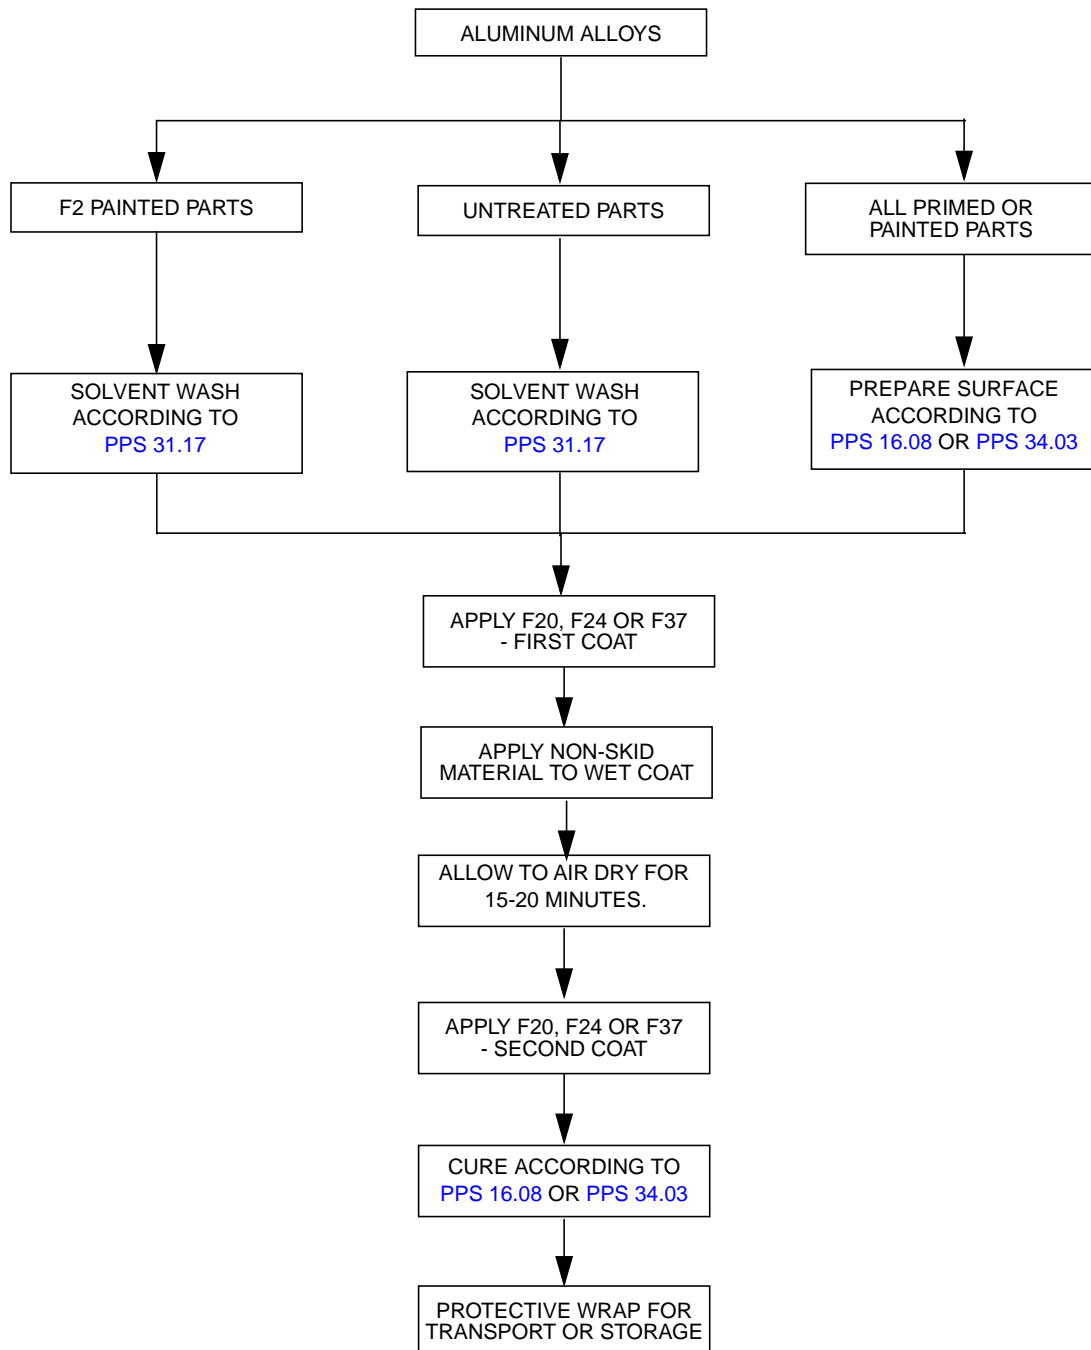 ALUMINUM ALLOYS
F2 PAINTED PARTS
UNTREATED PARTS
ALL PRIMED OR
PAINTED PARTS
SOLVENT WASH
ACCORDING TO
PPS 31.17
SOLVENT WASH
ACCORDING TO
PPS 31.17
PREPARE SURFACE
ACCORDING TO
PPS 16.08 OR PPS 34.03
APPLY F20, F24 OR F37
- FIRST COAT
APPLY NON-SKID
MATERIAL TO WET COAT
ALLOW TO AIR DRY FOR
15-20 MINUTES.
APPLY F20, F24 OR F37
- SECOND COAT
CURE ACCORDING TO
PPS 16.08 OR PPS 34.03
PROTECTIVE WRAP FOR
TRANSPORT OR STORAGE